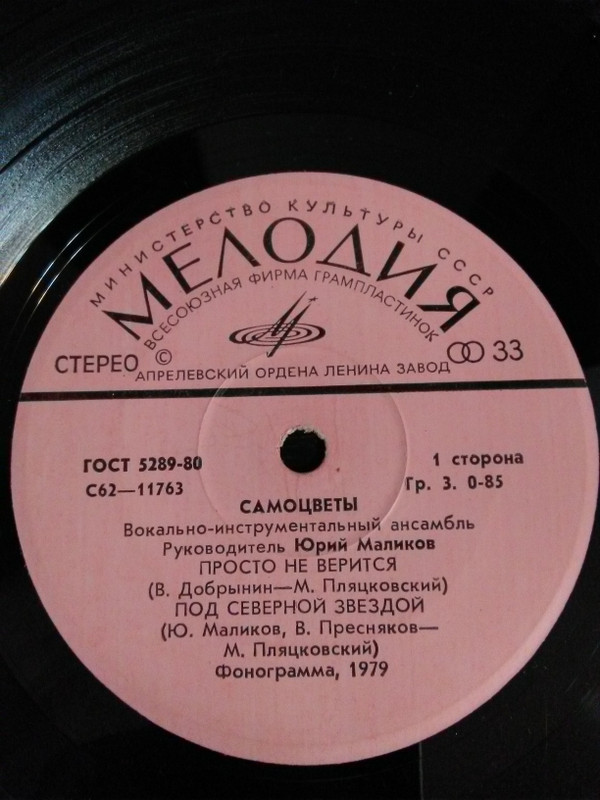 МИНИСТЕРСТВО КУЛЬТУРЫ СССР
МЕЛОДИЯ
ВСЕСОЮЗНАЯ ФИРМА ГРАМПЛАСТИНОК
СТЕРЕО © 33
АПРЕЛЕВСКИЙ ОРДЕНА ЛЕНИНА ЗАВОД
ГОСТ 5289-80 1 сторона
С62—11763 Гр. 3. 0-85
САМОЦВЕТЫ
Вокально-инструментальный ансамбль
Руководитель Юрий Маликов
ПРОСТО НЕ ВЕРИТСЯ
(В. Добрынин—М. Пляцковский)
ПОД СЕВЕРНОЙ ЗВЕЗДОЙ
(Ю. Маликов, В. Пресняков—
М. Пляцковский)
Фонограмма, 1979